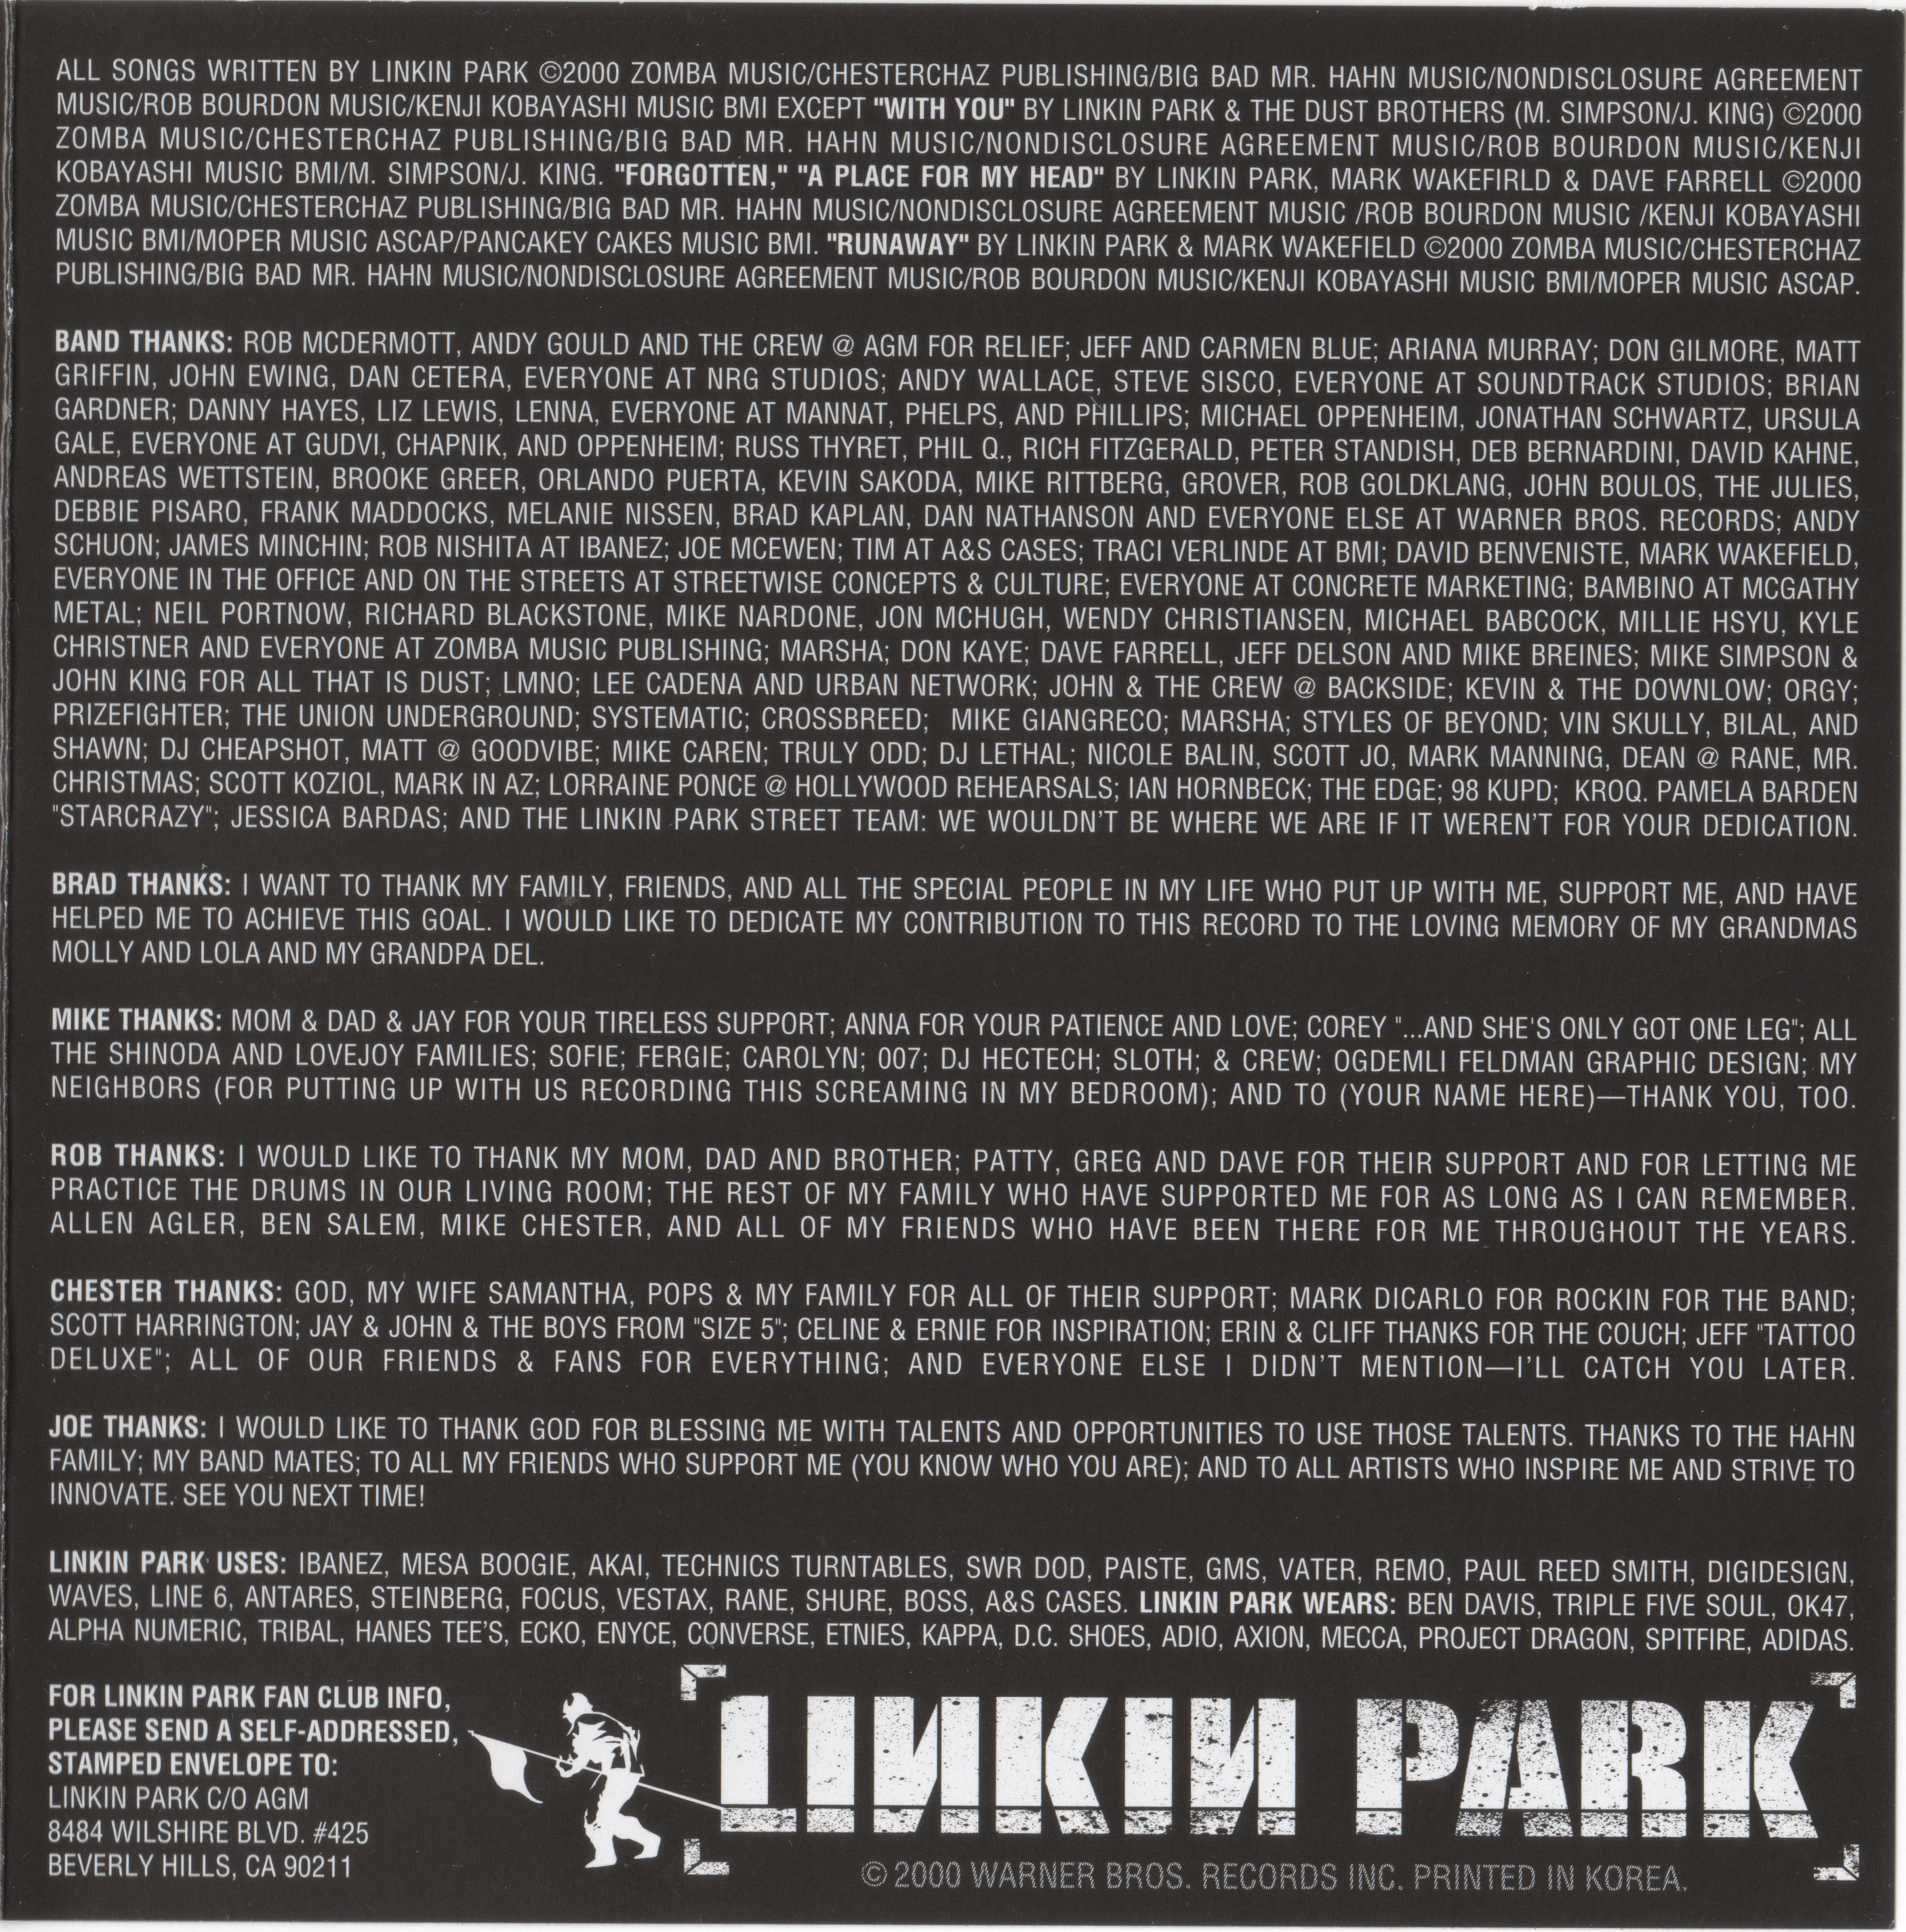 ALL SONGS WRITTEN BY LINKIN PARK ©2000 ZOMBA MUSIC/CHESTERCHAZ PUBLISHING/BIG BAD MR. HAHN MUSIC/NONDISCLOSURE AGREEMENT
MUSIC/ROB BOURDON MUSIC/KENJI KOBAYASHI MUSIC BMI EXCEPT "WITH YOU" BY LINKIN PARK & THE DUST BROTHERS (M. SIMPSON/J. KING) ©2000
ZOMBA MUSIC/CHESTERCHAZ PUBLISHING/BIG BAD MR. HAHN MUSIC/NONDISCLOSURE AGREEMENT MUSIC/ROB BOURDON MUSIC/KENJI
KOBAYASHI MUSIC BMI/M. SIMPSON/J. KING. "FORGOTTEN," "A PLACE FOR MY HEAD" BY LINKIN PARK, MARK WAKEFIRLD & DAVE FARRELL ©2000
ZOMBA MUSIC/CHESTERCHAZ PUBLISHING/BIG BAD MR. HAHN MUSIC/NONDISCLOSURE AGREEMENT MUSIC /ROB BOURDON MUSIC /KENJI KOBAYASHI
MUSIC BMI/MOPER MUSIC ASCAP/PANCAKEY CAKES MUSIC BMI. "RUNAWAY" BY LINKIN PARK & MARK WAKEFIELD ©2000 ZOMBA MUSIC/CHESTERCHAZ
PUBLISHING/BIG BAD MR. HAHN MUSIC/NONDISCLOSURE AGREEMENT MUSIC/ROB BOURDON MUSIC/KENJI KOBAYASHI MUSIC BMI/MOPER MUSIC ASCAP.
BAND THANKS: ROB MCDERMOTT, ANDY GOULD AND THE CREW @ AGM FOR RELIEF; JEFF AND CARMEN BLUE; ARIANA MURRAY; DON GILMORE, MATT
GRIFFIN, JOHN EWING, DAN CETERA, EVERYONE AT NRG STUDIOS; ANDY WALLACE, STEVE SISCO, EVERYONE AT SOUNDTRACK STUDIOS; BRIAN
GARDNER; DANNY HAYES, LIZ LEWIS, LENNA, EVERYONE AT MANNAT, PHELPS, AND PHILLIPS; MICHAEL OPPENHEIM, JONATHAN SCHWARTZ, URSULA
GALE, EVERYONE AT GUDVI, CHAPNIK, AND OPPENHEIM; RUSS THYRET, PHIL Q., RICH FITZGERALD, PETER STANDISH, DEB BERNARDINI, DAVID KAHNE,
ANDREAS WETTSTEIN, BROOKE GREER, ORLANDO PUERTA, KEVIN SAKODA, MIKE RITTBERG, GROVER, ROB GOLDKLANG, JOHN BOULOS, THE JULIES,
DEBBIE PISARO, FRANK MADDOCKS, MELANIE NISSEN, BRAD KAPLAN, DAN NATHANSON AND EVERYONE ELSE AT WARNER BROS. RECORDS; ANDY
SCHUON; JAMES MINCHIN; ROB NISHITA AT IBANEZ; JOE MCEWEN; TIM AT A&S CASES; TRACI VERLINDE AT BMI; DAVID BENVENISTE, MARK WAKEFIELD,
EVERYONE IN THE OFFICE AND ON THE STREETS AT STREETWISE CONCEPTS & CULTURE; EVERYONE AT CONCRETE MARKETING; BAMBINO AT MCGATHY
METAL; NEIL PORTNOW, RICHARD BLACKSTONE, MIKE NARDONE, JON MCHUGH, WENDY CHRISTIANSEN, MICHAEL BABCOCK, MILLIE HSYU, KYLE
CHRISTNER AND EVERYONE AT ZOMBA MUSIC PUBLISHING; MARSHA; DON KAYE; DAVE FARRELL, JEFF DELSON AND MIKE BREINES; MIKE SIMPSON &
JOHN KING FOR ALL THAT IS DUST; LMNO; LEE CADENA AND URBAN NETWORK; JOHN & THE CREW @ BACKSIDE; KEVIN & THE DOWNLOW; ORGY;
PRIZEFIGHTER; THE UNION UNDERGROUND; SYSTEMATIC; CROSSBREED; MIKE GIANGRECO; MARSHA; STYLES OF BEYOND; VIN SKULLY, BILAL, AND
SHAWN; DJ CHEAPSHOT, MATT @ GOODVIBE; MIKE CAREN; TRULY ODD; DJ LETHAL; NICOLE BALIN, SCOTT JO, MARK MANNING, DEAN @ RANE, MR.
CHRISTMAS; SCOTT KOZIOL, MARK IN AZ; LORRAINE PONCE @ HOLLYWOOD REHEARSALS; IAN HORNBECK; THE EDGE; 98 KUPD; KROQ. PAMELA BARDEN
"STARCRAZY"; JESSICA BARDAS; AND THE LINKIN PARK STREET TEAM: WE WOULDN'T BE WHERE WE ARE IF IT WEREN'T FOR YOUR DEDICATION.
BRAD THANKS: I WANT TO THANK MY FAMILY, FRIENDS, AND ALL THE SPECIAL PEOPLE IN MY LIFE WHO PUT UP WITH ME, SUPPORT ME, AND HAVE
HELPED ME TO ACHIEVE THIS GOAL. I WOULD LIKE TO DEDICATE MY CONTRIBUTION TO THIS RECORD TO THE LOVING MEMORY OF MY GRANDMAS
MOLLY AND LOLA AND MY GRANDPA DEL.
MIKE THANKS: MOM & DAD & JAY FOR YOUR TIRELESS SUPPORT; ANNA FOR YOUR PATIENCE AND LOVE; COREY "...AND SHE'S ONLY GOT ONE LEG"; ALL
THE SHINODA AND LOVEJOY FAMILIES; SOFIE; FERGIE; CAROLYN; 007; DJ HECTECH; SLOTH; & CREW; OGDEMLI FELDMAN GRAPHIC DESIGN; MY
NEIGHBORS (FOR PUTTING UP WITH US RECORDING THIS SCREAMING IN MY BEDROOM); AND TO (YOUR NAME HERE)—THANK YOU, TOO.
ROB THANKS: I WOULD LIKE TO THANK MY MOM, DAD AND BROTHER; PATTY, GREG AND DAVE FOR THEIR SUPPORT AND FOR LETTING ME
PRACTICE THE DRUMS IN OUR LIVING ROOM; THE REST OF MY FAMILY WHO HAVE SUPPORTED ME FOR AS LONG AS I CAN REMEMBER.
ALLEN AGLER, BEN SALEM, MIKE CHESTER, AND ALL OF MY FRIENDS WHO HAVE BEEN THERE FOR ME THROUGHOUT THE YEARS.
CHESTER THANKS: GOD, MY WIFE SAMANTHA, POPS & MY FAMILY FOR ALL OF THEIR SUPPORT; MARK DICARLO FOR ROCKIN FOR THE BAND;
SCOTT HARRINGTON; JAY & JOHN & THE BOYS FROM "SIZE 5"; CELINE & ERNIE FOR INSPIRATION; ERIN & CLIFF THANKS FOR THE COUCH; JEFF "TATTOO
DELUXE"; ALL OF OUR FRIENDS & FANS FOR EVERYTHING; AND EVERYONE ELSE I DIDN'T MENTION—I'LL CATCH YOU LATER.
JOE THANKS: I WOULD LIKE TO THANK GOD FOR BLESSING ME WITH TALENTS AND OPPORTUNITIES TO USE THOSE TALENTS. THANKS TO THE HAHN
FAMILY; MY BAND MATES; TO ALL MY FRIENDS WHO SUPPORT ME (YOU KNOW WHO YOU ARE); AND TO ALL ARTISTS WHO INSPIRE ME AND STRIVE TO
INNOVATE. SEE YOU NEXT TIME!
LINKIN PARK USES: IBANEZ, MESA BOOGIE, AKAI, TECHNICS TURNTABLES, SWR DOD, PAISTE, GMS, VATER, REMO, PAUL REED SMITH, DIGIDESIGN,
WAVES, LINE 6, ANTARES, STEINBERG, FOCUS, VESTAX, RANE, SHURE, BOSS, A&S CASES. LINKIN PARK WEARS: BEN DAVIS, TRIPLE FIVE SOUL, OK47,
ALPHA NUMERIC, TRIBAL, HANES TEE'S, ECKO, ENYCE, CONVERSE, ETNIES, KAPPA, D.C. SHOES, ADIO, AXION, MECCA, PROJECT DRAGON, SPITFIRE, ADIDAS.
FOR LINKIN PARK FAN CLUB INFO,
PLEASE SEND A SELF-ADDRESSED,
STAMPED ENVELOPE TO:
LINKIN PARK C/O AGM
8484 WILSHIRE BLVD. #425
BEVERLY HILLS, CA 90211
LINKIN PARK
© 2000 WARNER BROS. RECORDS INC. PRINTED IN KOREA.